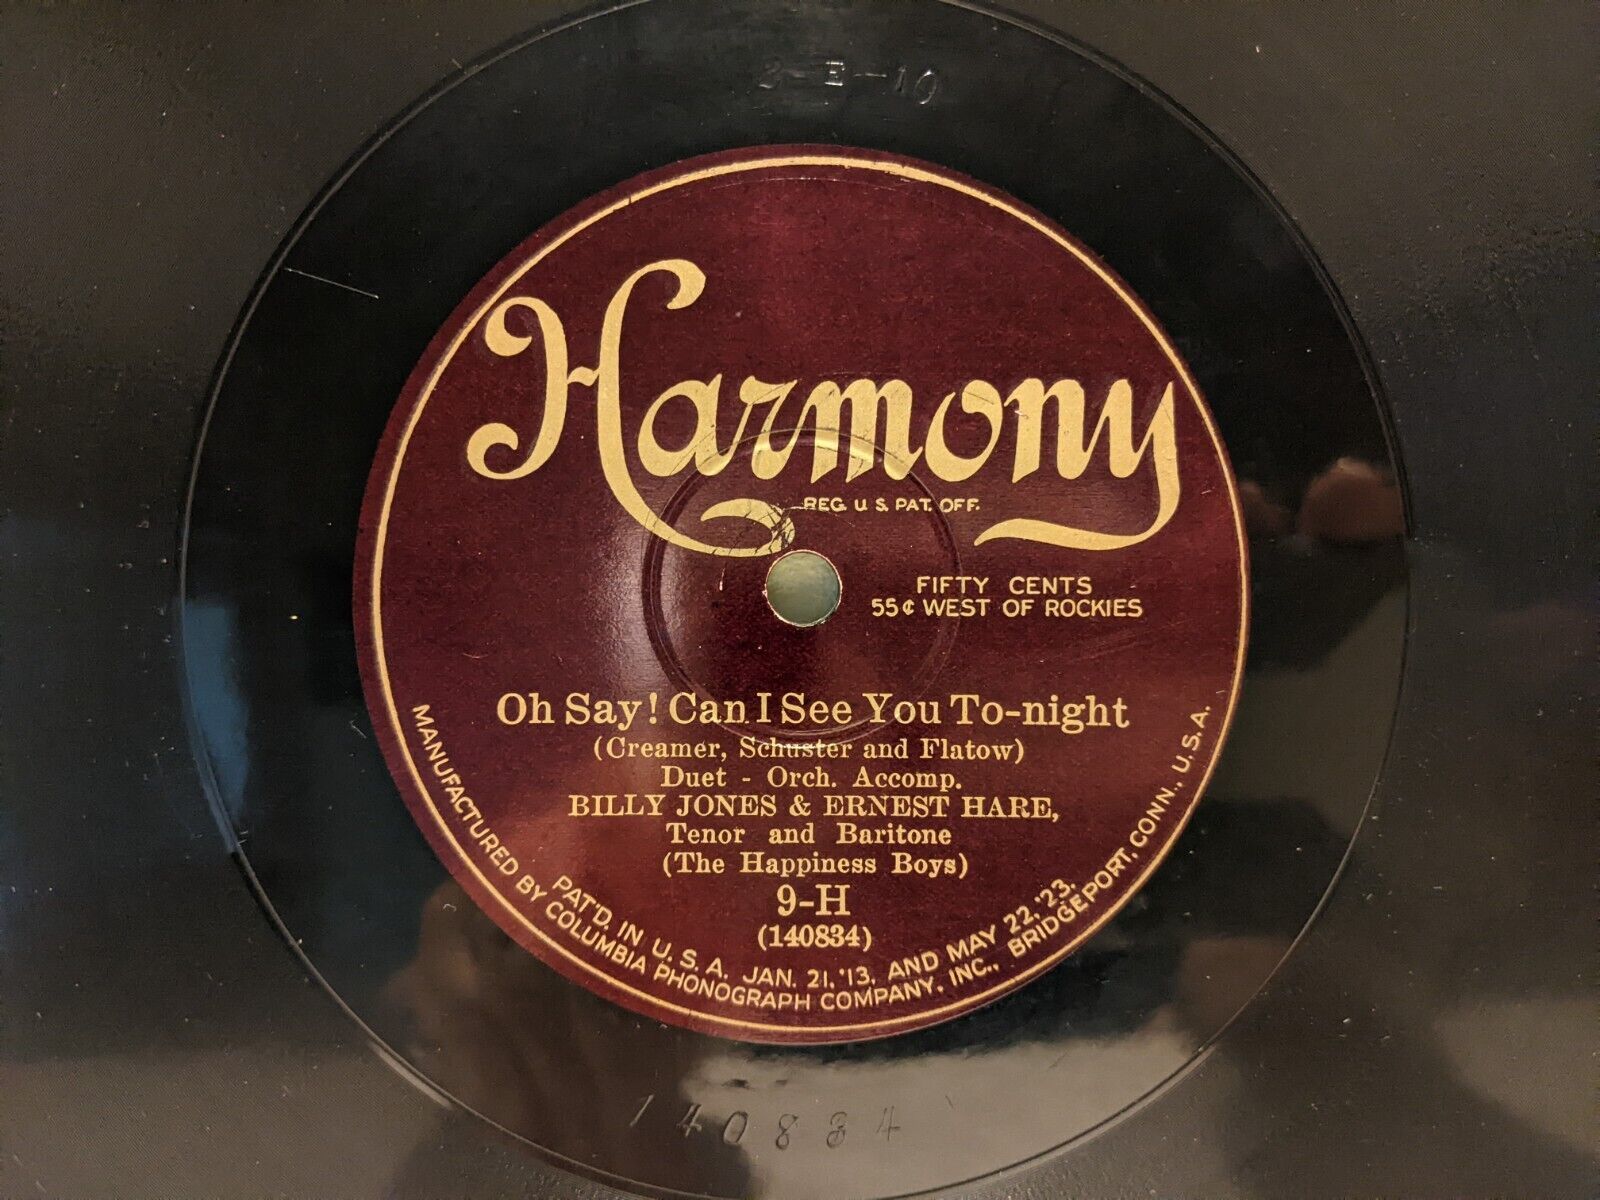 3-E-10
Harmony
REG. U.S. PAT. OFF.
FIFTY CENTS
55¢ WEST OF ROCKIES
Oh Say! Can I See You To-night
(Creamer, Schuster and Flatow)
Duet - Orch. Accomp.
BILLY JONES & ERNEST HARE,
Tenor and Baritone
(The Happiness Boys)
9-H
(140834)
PAT'D. IN U. S. A. JAN. 21, '13, AND MAY 22, '23.
MANUFACTURED BY COLUMBIA PHONOGRAPH COMPANY, INC., BRIDGEPORT, CONN., U.S.A.
140834